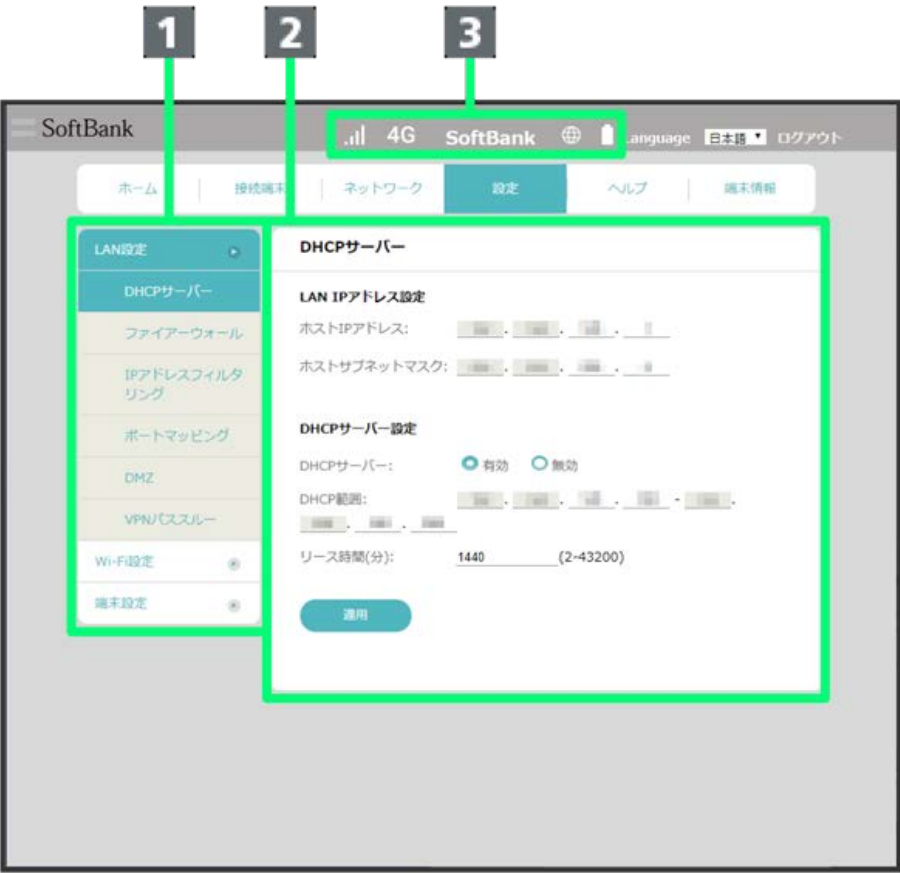 1 2 3
SoftBank 4G SoftBank Language 日本語 ログアウト
ホーム 接続端末 ネットワーク 設定 ヘルプ 端末情報
LAN設定
DHCPサーバー
ファイアーウォール
IPアドレスフィルタ
リング
ポートマッピング
DMZ
VPNパススルー
Wi-Fi設定
端末設定
DHCPサーバー
LAN IPアドレス設定
ホストIPアドレス:
ホストサブネットマスク:
DHCPサーバー設定
DHCPサーバー: 有効 無効
DHCP範囲: -
リース時間(分): 1440 (2-43200)
適用